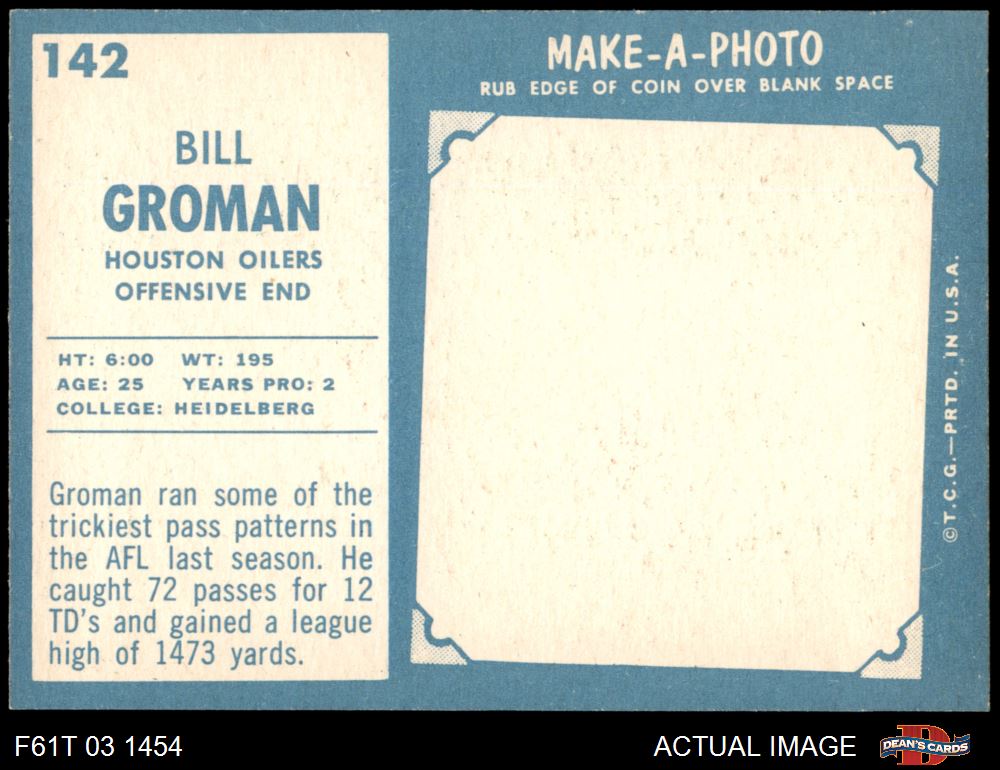 142
BILL
GROMAN
HOUSTON OILERS
OFFENSIVE END
HT: 6:00 WT: 195
AGE: 25 YEARS PRO: 2
COLLEGE: HEIDELBERG
Groman ran some of the
trickiest pass patterns in
the AFL last season. He
caught 72 passes for 12
TD's and gained a league
high of 1473 yards.
MAKE-A-PHOTO
RUB EDGE OF COIN OVER BLANK SPACE
©T.C.G.—PRTD. IN U.S.A.
F61T 03 1454
ACTUAL IMAGE
DEAN'S CARDS